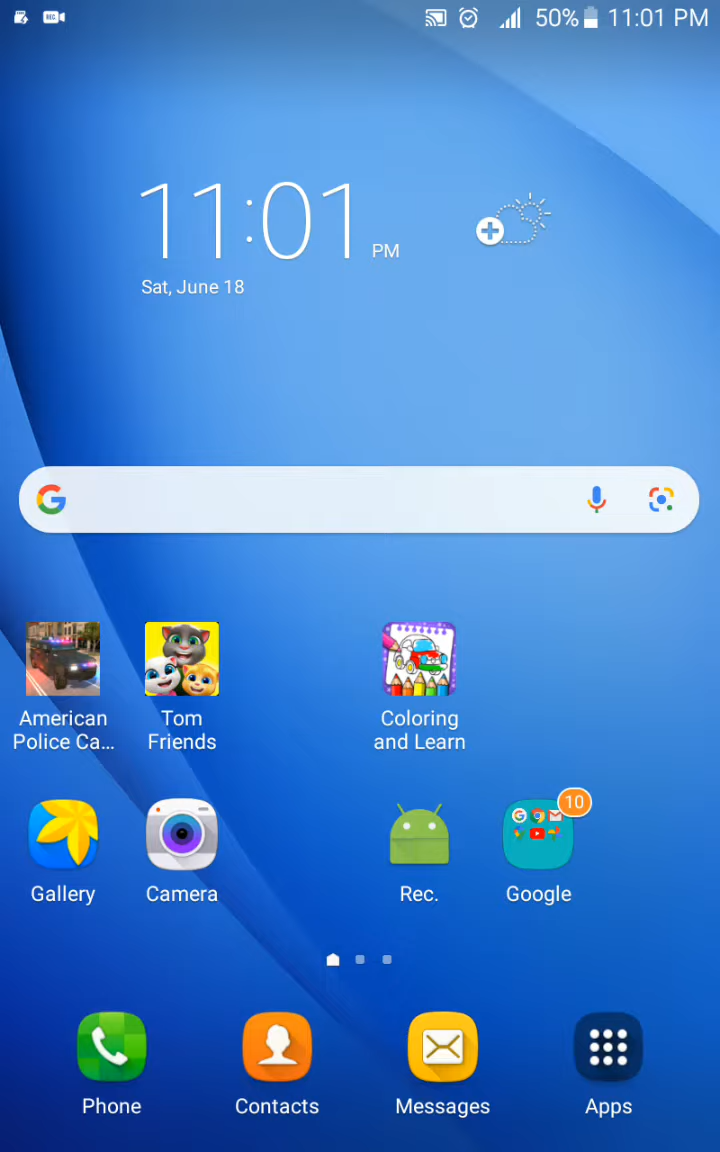 REC
50% 11:01 PM
11:01 PM
Sat, June 18
G
American
Police Ca...
Tom
Friends
Coloring
and Learn
10
Gallery
Camera
Rec.
Google
Phone
Contacts
Messages
Apps